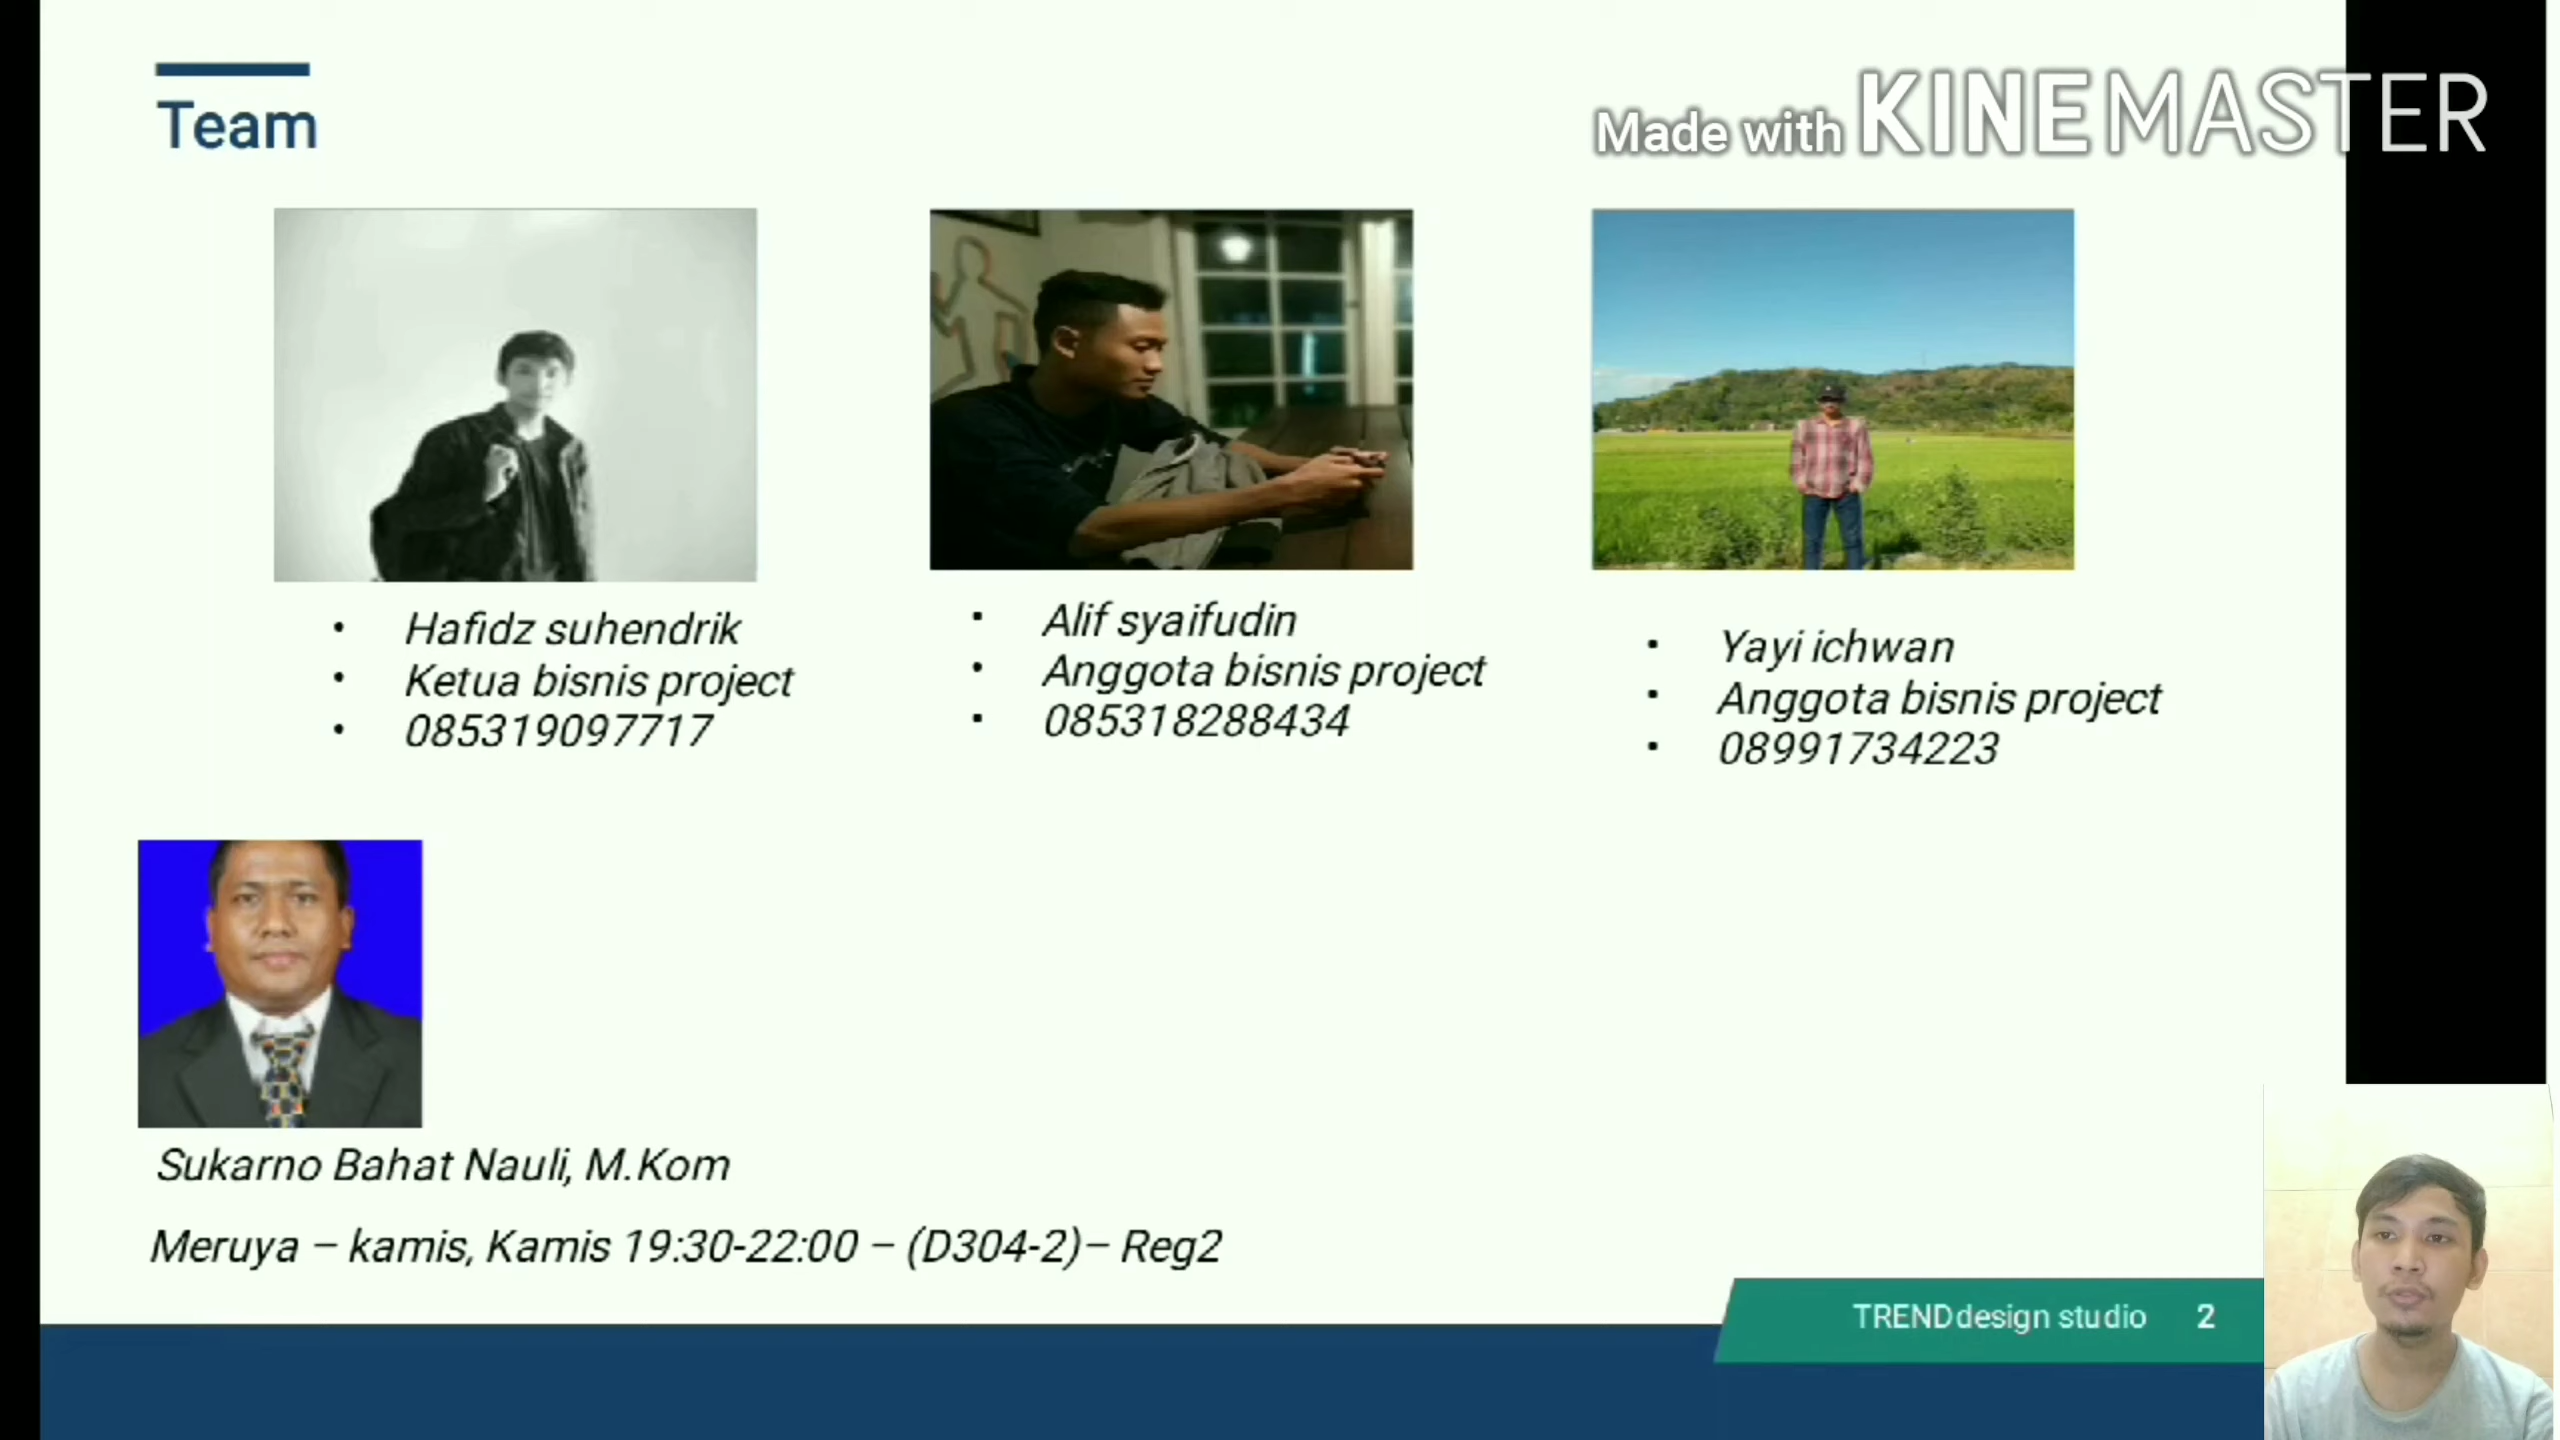 Team
Made with KINEMASTER
Hafidz suhendrik
Ketua bisnis project
085319097717
Alif syaifudin
Anggota bisnis project
085318288434
Yayi ichwan
Anggota bisnis project
08991734223
Sukarno Bahat Nauli, M.Kom
Meruya – kamis, Kamis 19:30-22:00 – (D304-2)– Reg2
TRENDdesign studio 2